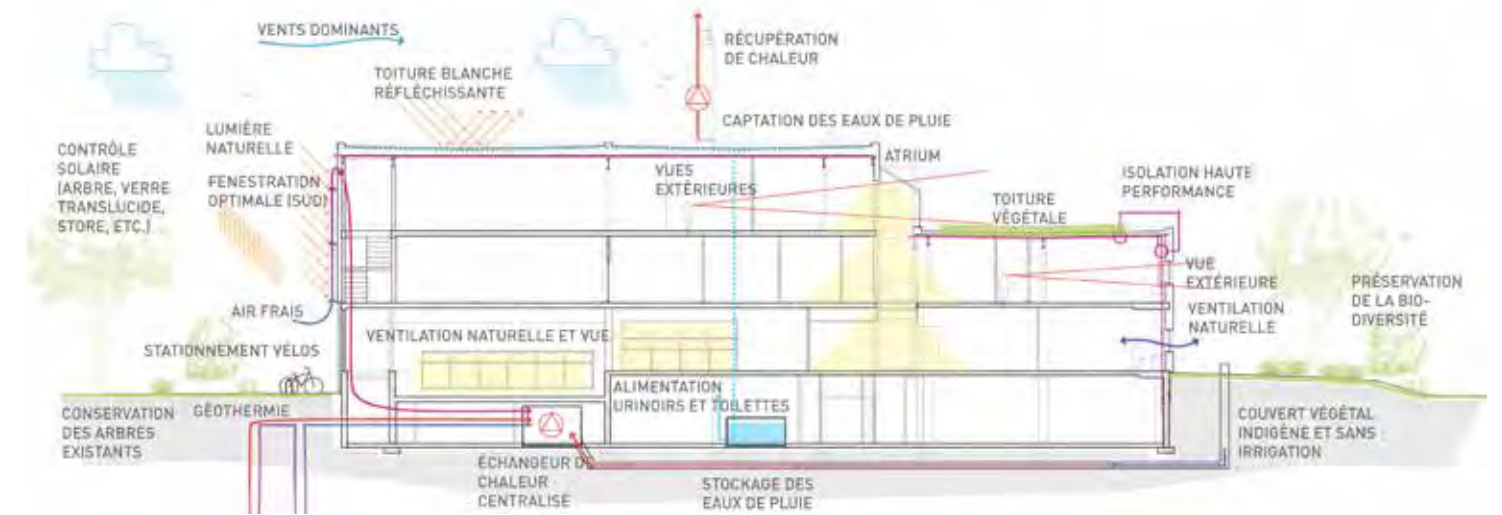 VENTS DOMINANTS
RÉCUPÉRATION
DE CHALEUR
TOITURE BLANCHE
RÉFLÉCHISSANTE
CAPTATION DES EAUX DE PLUIE
LUMIÈRE
NATURELLE
CONTRÔLE
SOLAIRE
(ARBRE, VERRE
TRANSLUCIDE,
STORE, ETC.)
FENESTRATION
OPTIMALE (SUD)
VUES
EXTÉRIEURES
ATRIUM
TOITURE
VÉGÉTALE
ISOLATION HAUTE
PERFORMANCE
VUE
EXTÉRIEURE
PRÉSERVATION
DE LA BIO-
DIVERSITÉ
AIR FRAIS
VENTILATION
NATURELLE
VENTILATION NATURELLE ET VUE
STATIONNEMENT VÉLOS
ALIMENTATION
URINOIRS ET TOILETTES
CONSERVATION
DES ARBRES
EXISTANTS
GÉOTHERMIE
COUVERT VÉGÉTAL
INDIGÈNE ET SANS
IRRIGATION
ÉCHANGEUR DE
CHALEUR
CENTRALISÉ
STOCKAGE DES
EAUX DE PLUIE